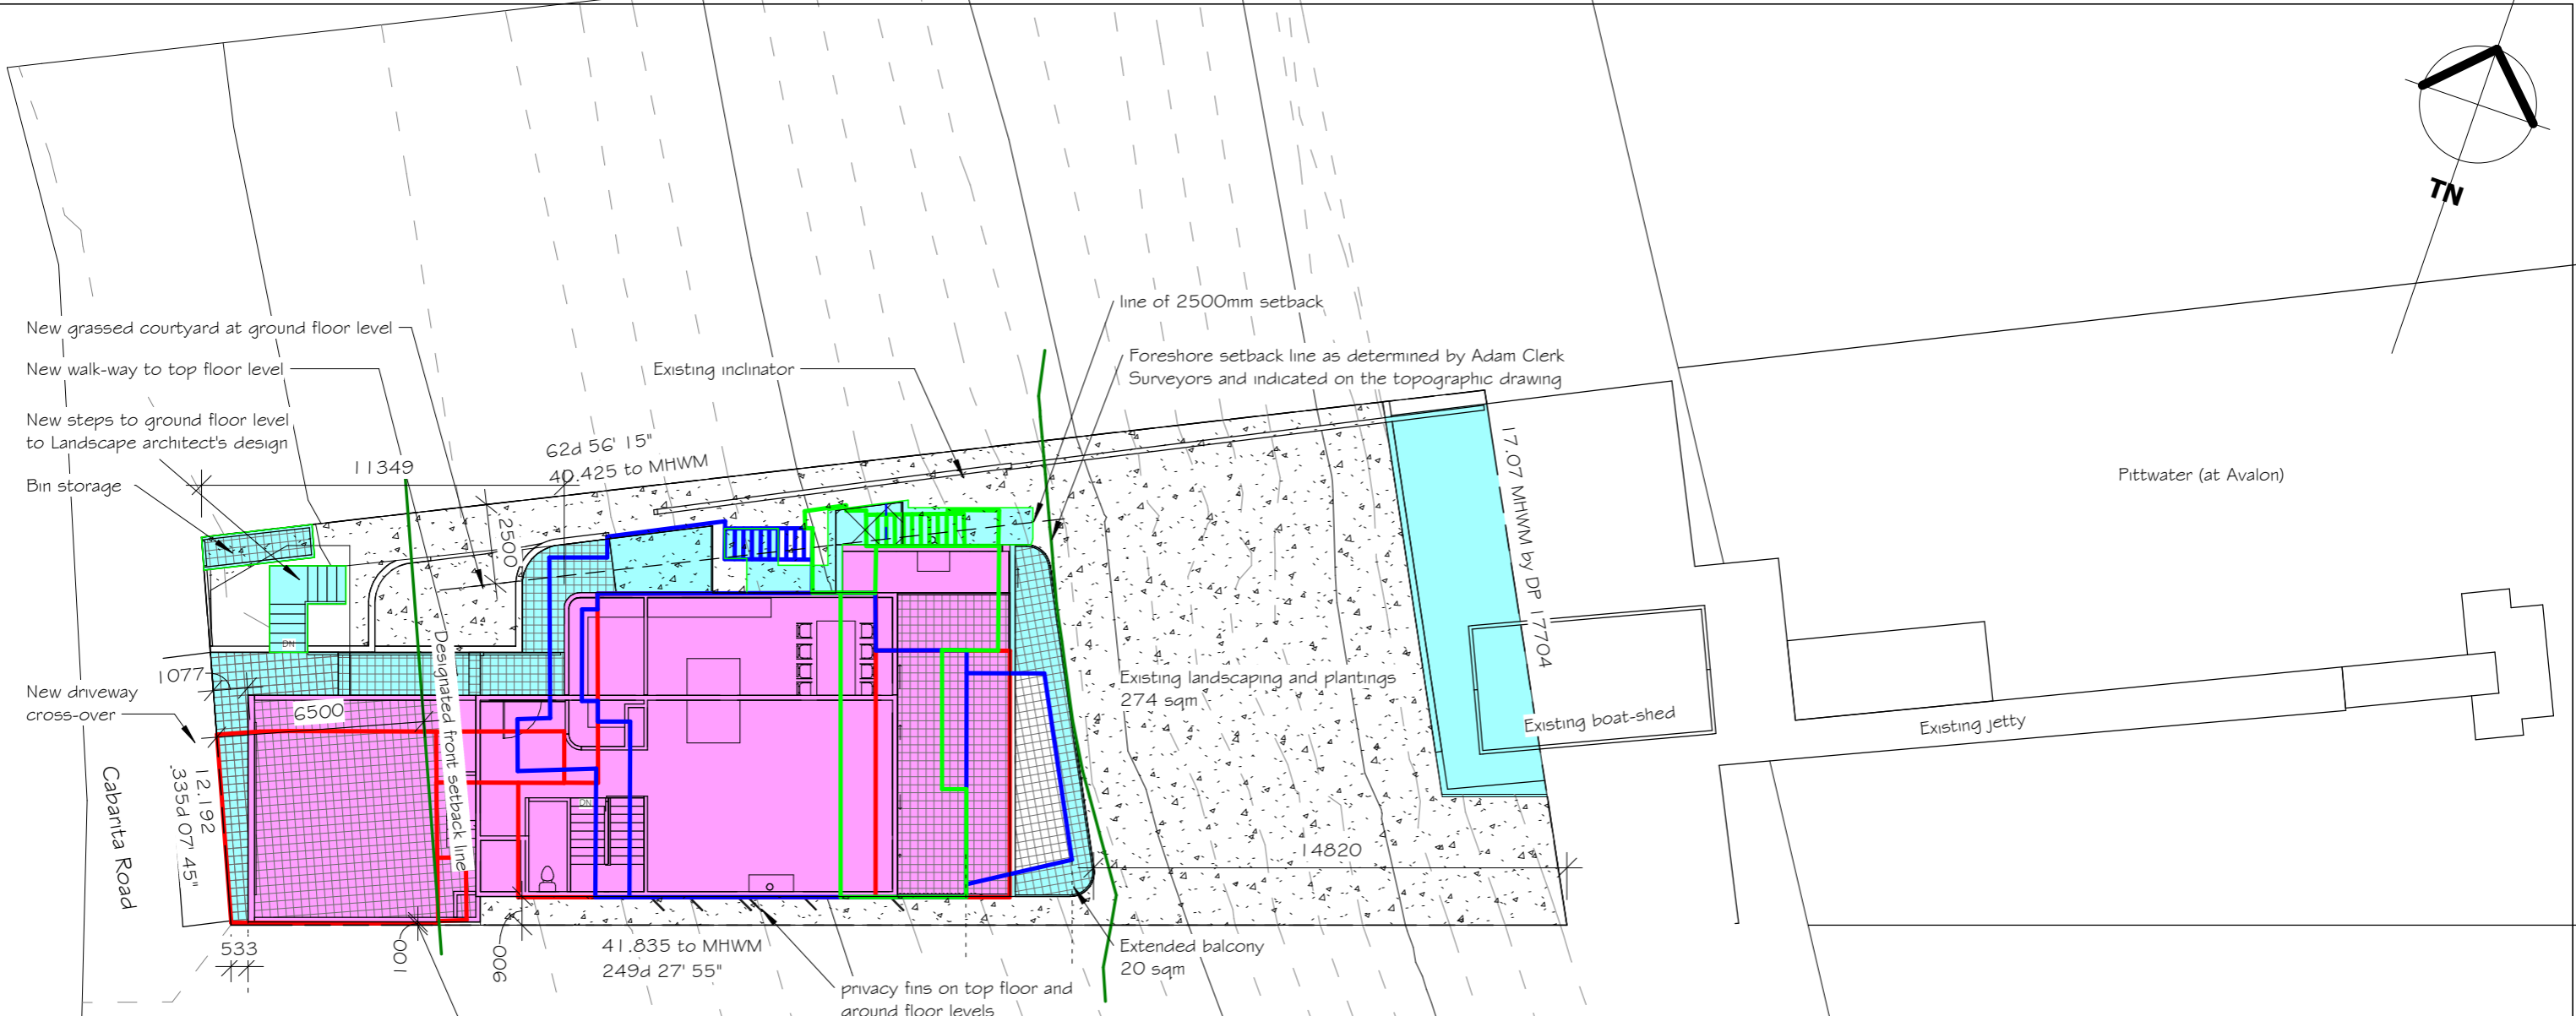 TN
line of 2500mm setback
New grassed courtyard at ground floor level
New walk-way to top floor level
Existing inclinator
Foreshore setback line as determined by Adam Clerk
Surveyors and indicated on the topographic drawing
New steps to ground floor level
to Landscape architect's design
Bin storage
11349
62d 56' 15"
40.425 to MHWM
2500
17.07 MHWM by DP 17704
Pittwater (at Avalon)
DN
1077
New driveway
cross-over
6500
Designated front setback line
Existing landscaping and plantings
274 sqm
Existing boat-shed
Existing jetty
Cabarita Road
12.192
335d 07' 45"
DN
14820
533
100
900
41.835 to MHWM
249d 27' 55"
Extended balcony
20 sqm
privacy fins on top floor and
ground floor levels